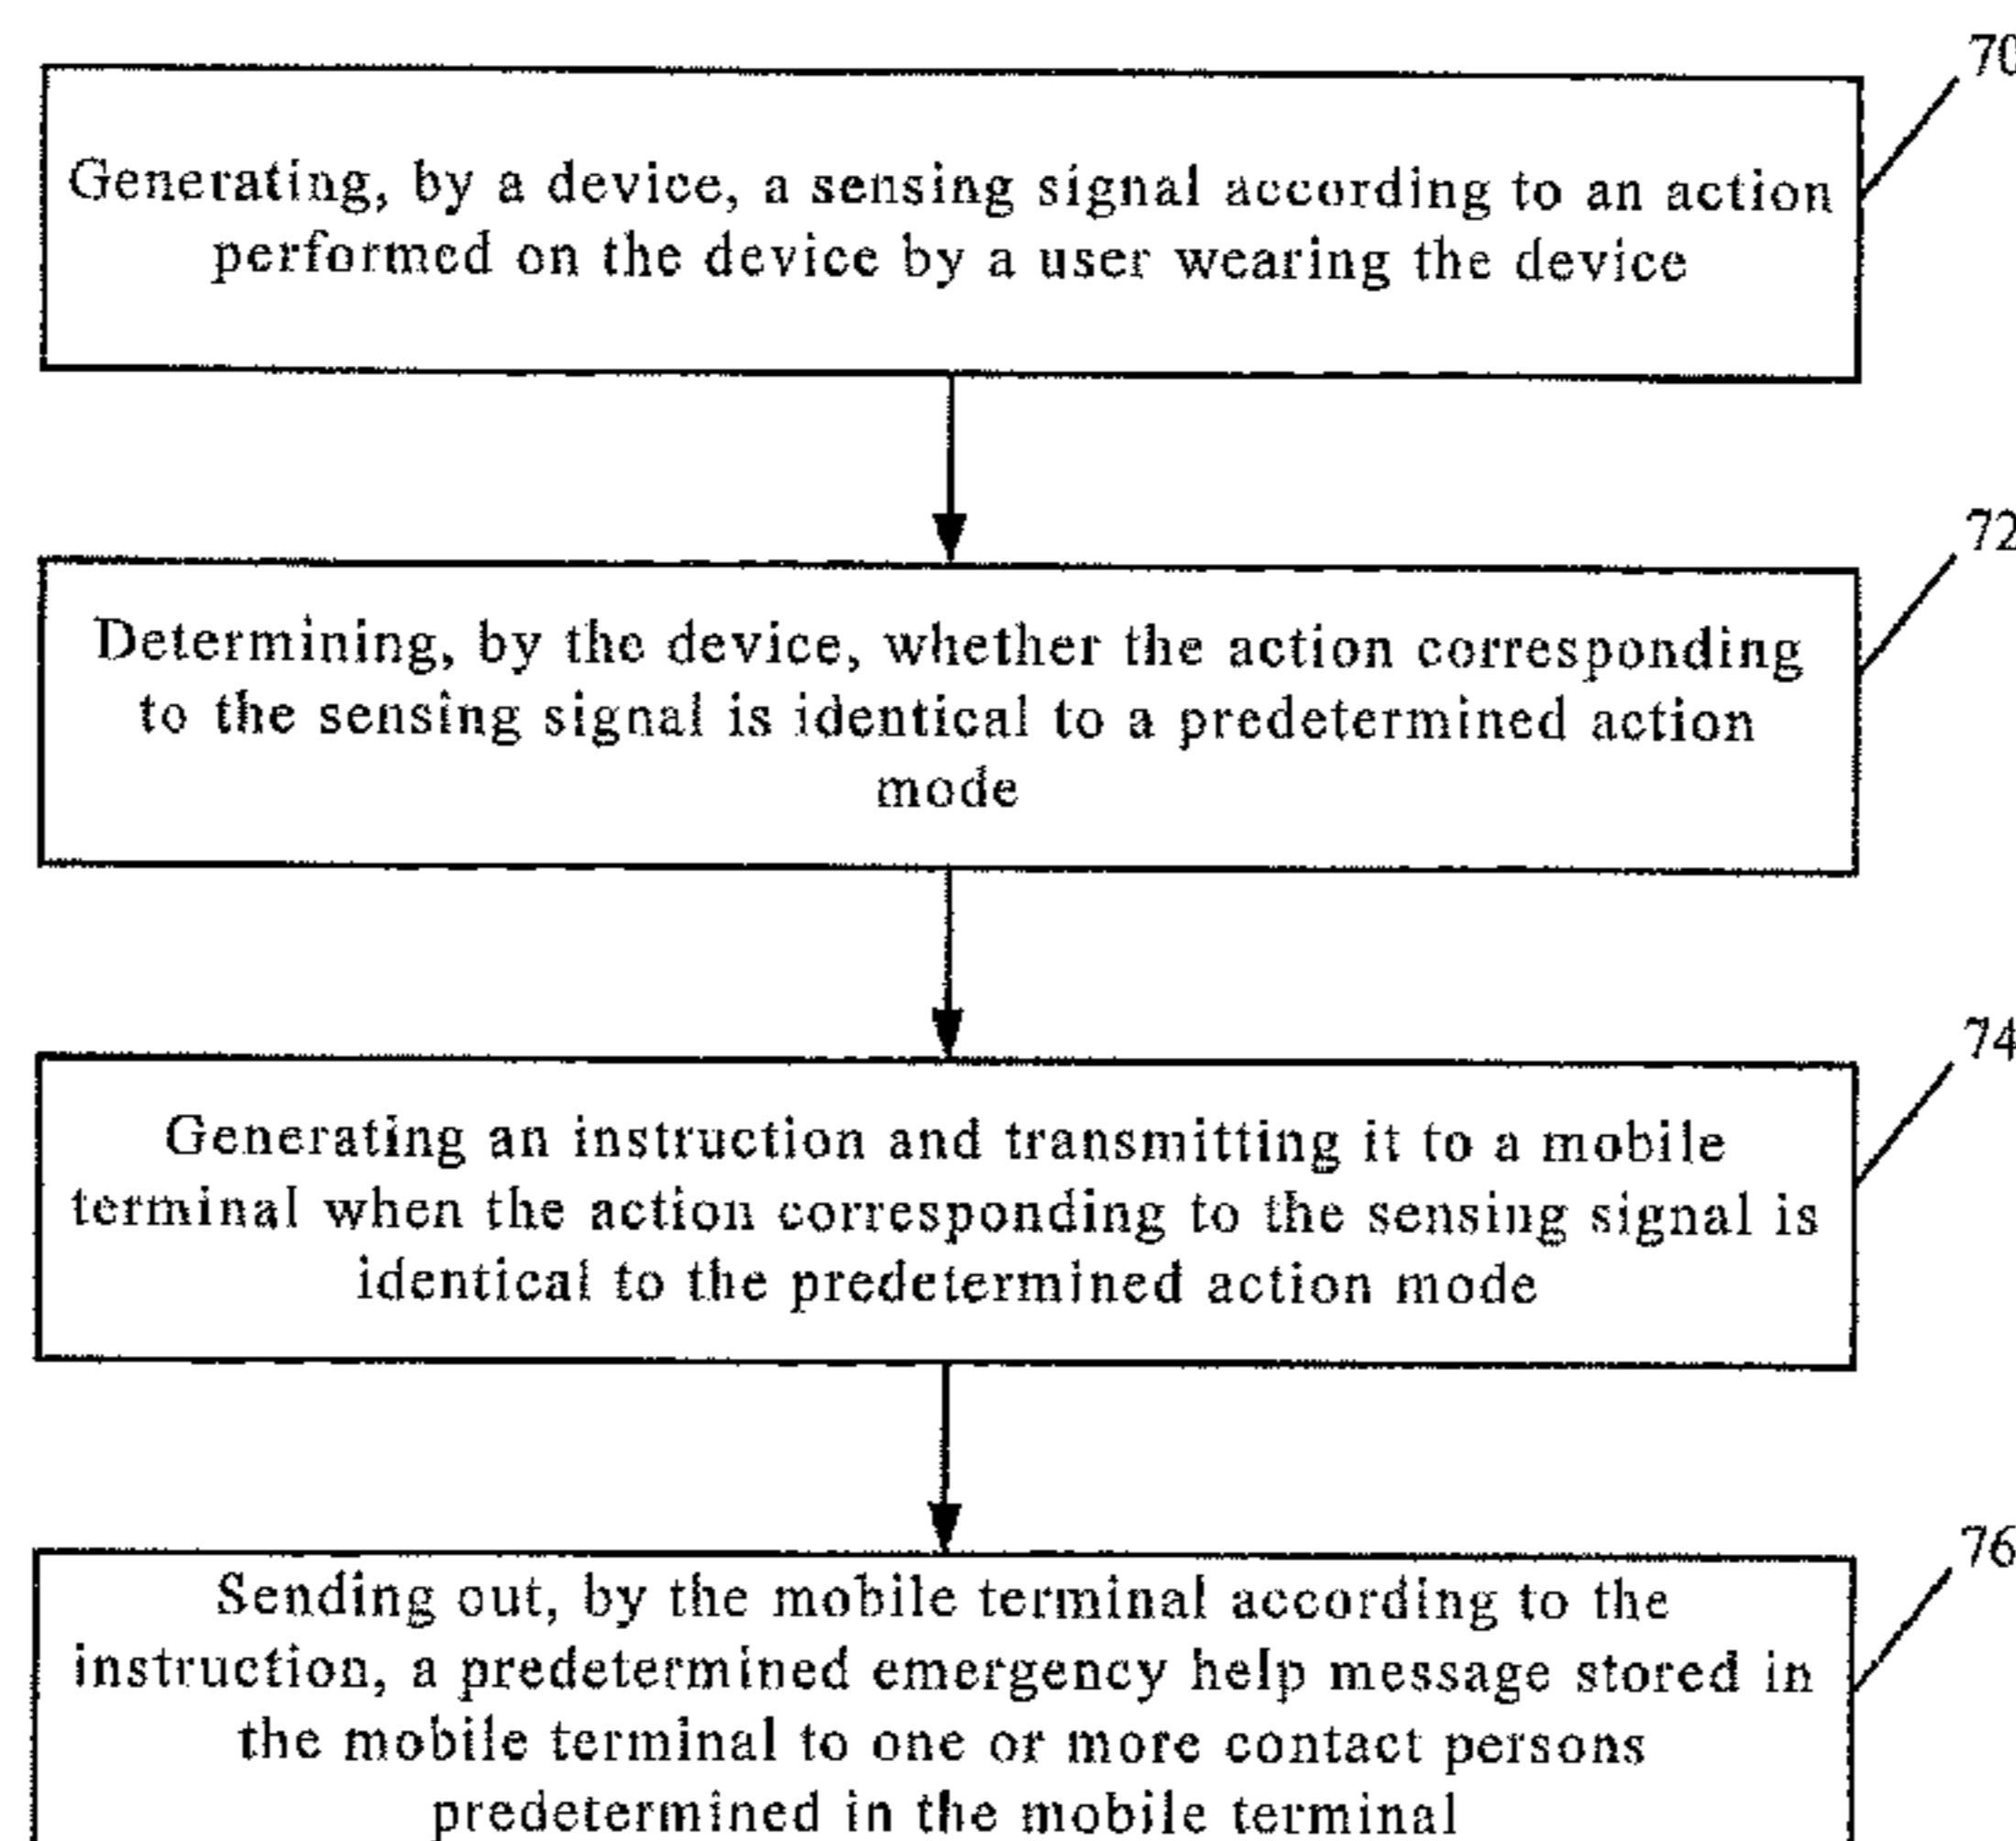 70
Generating, by a device, a sensing signal according to an action
performed on the device by a user wearing the device
72
Determining, by the device, whether the action corresponding
to the sensing signal is identical to a predetermined action
mode
74
Generating an instruction and transmitting it to a mobile
terminal when the action corresponding to the sensing signal is
identical to the predetermined action mode
76
Sending out, by the mobile terminal according to the
instruction, a predetermined emergency help message stored in
the mobile terminal to one or more contact persons
predetermined in the mobile terminal